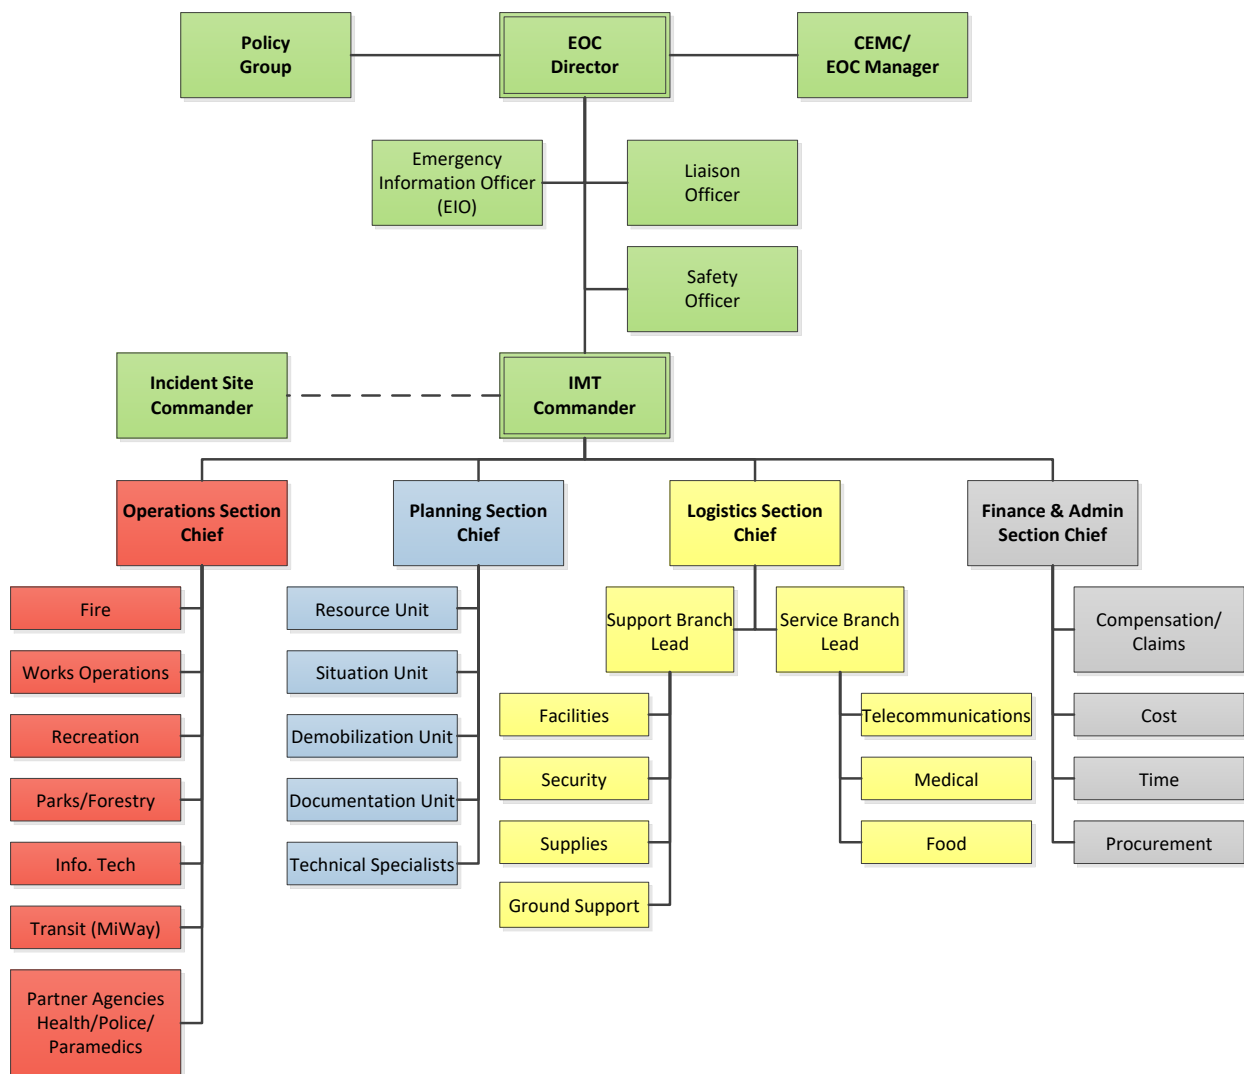 Policy
Group
EOC
Director
CEMC/
EOC Manager
Emergency
Information Officer
(EIO)
Liaison
Officer
Safety
Officer
Incident Site
Commander
IMT
Commander
Operations Section
Chief
Planning Section
Chief
Logistics Section
Chief
Finance & Admin
Section Chief
Fire
Works Operations
Recreation
Parks/Forestry
Info. Tech
Transit (MiWay)
Partner Agencies
Health/Police/
Paramedics
Resource Unit
Situation Unit
Demobilization Unit
Documentation Unit
Technical Specialists
Support Branch
Lead
Facilities
Security
Supplies
Ground Support
Service Branch
Lead
Telecommunications
Medical
Food
Compensation/
Claims
Cost
Time
Procurement